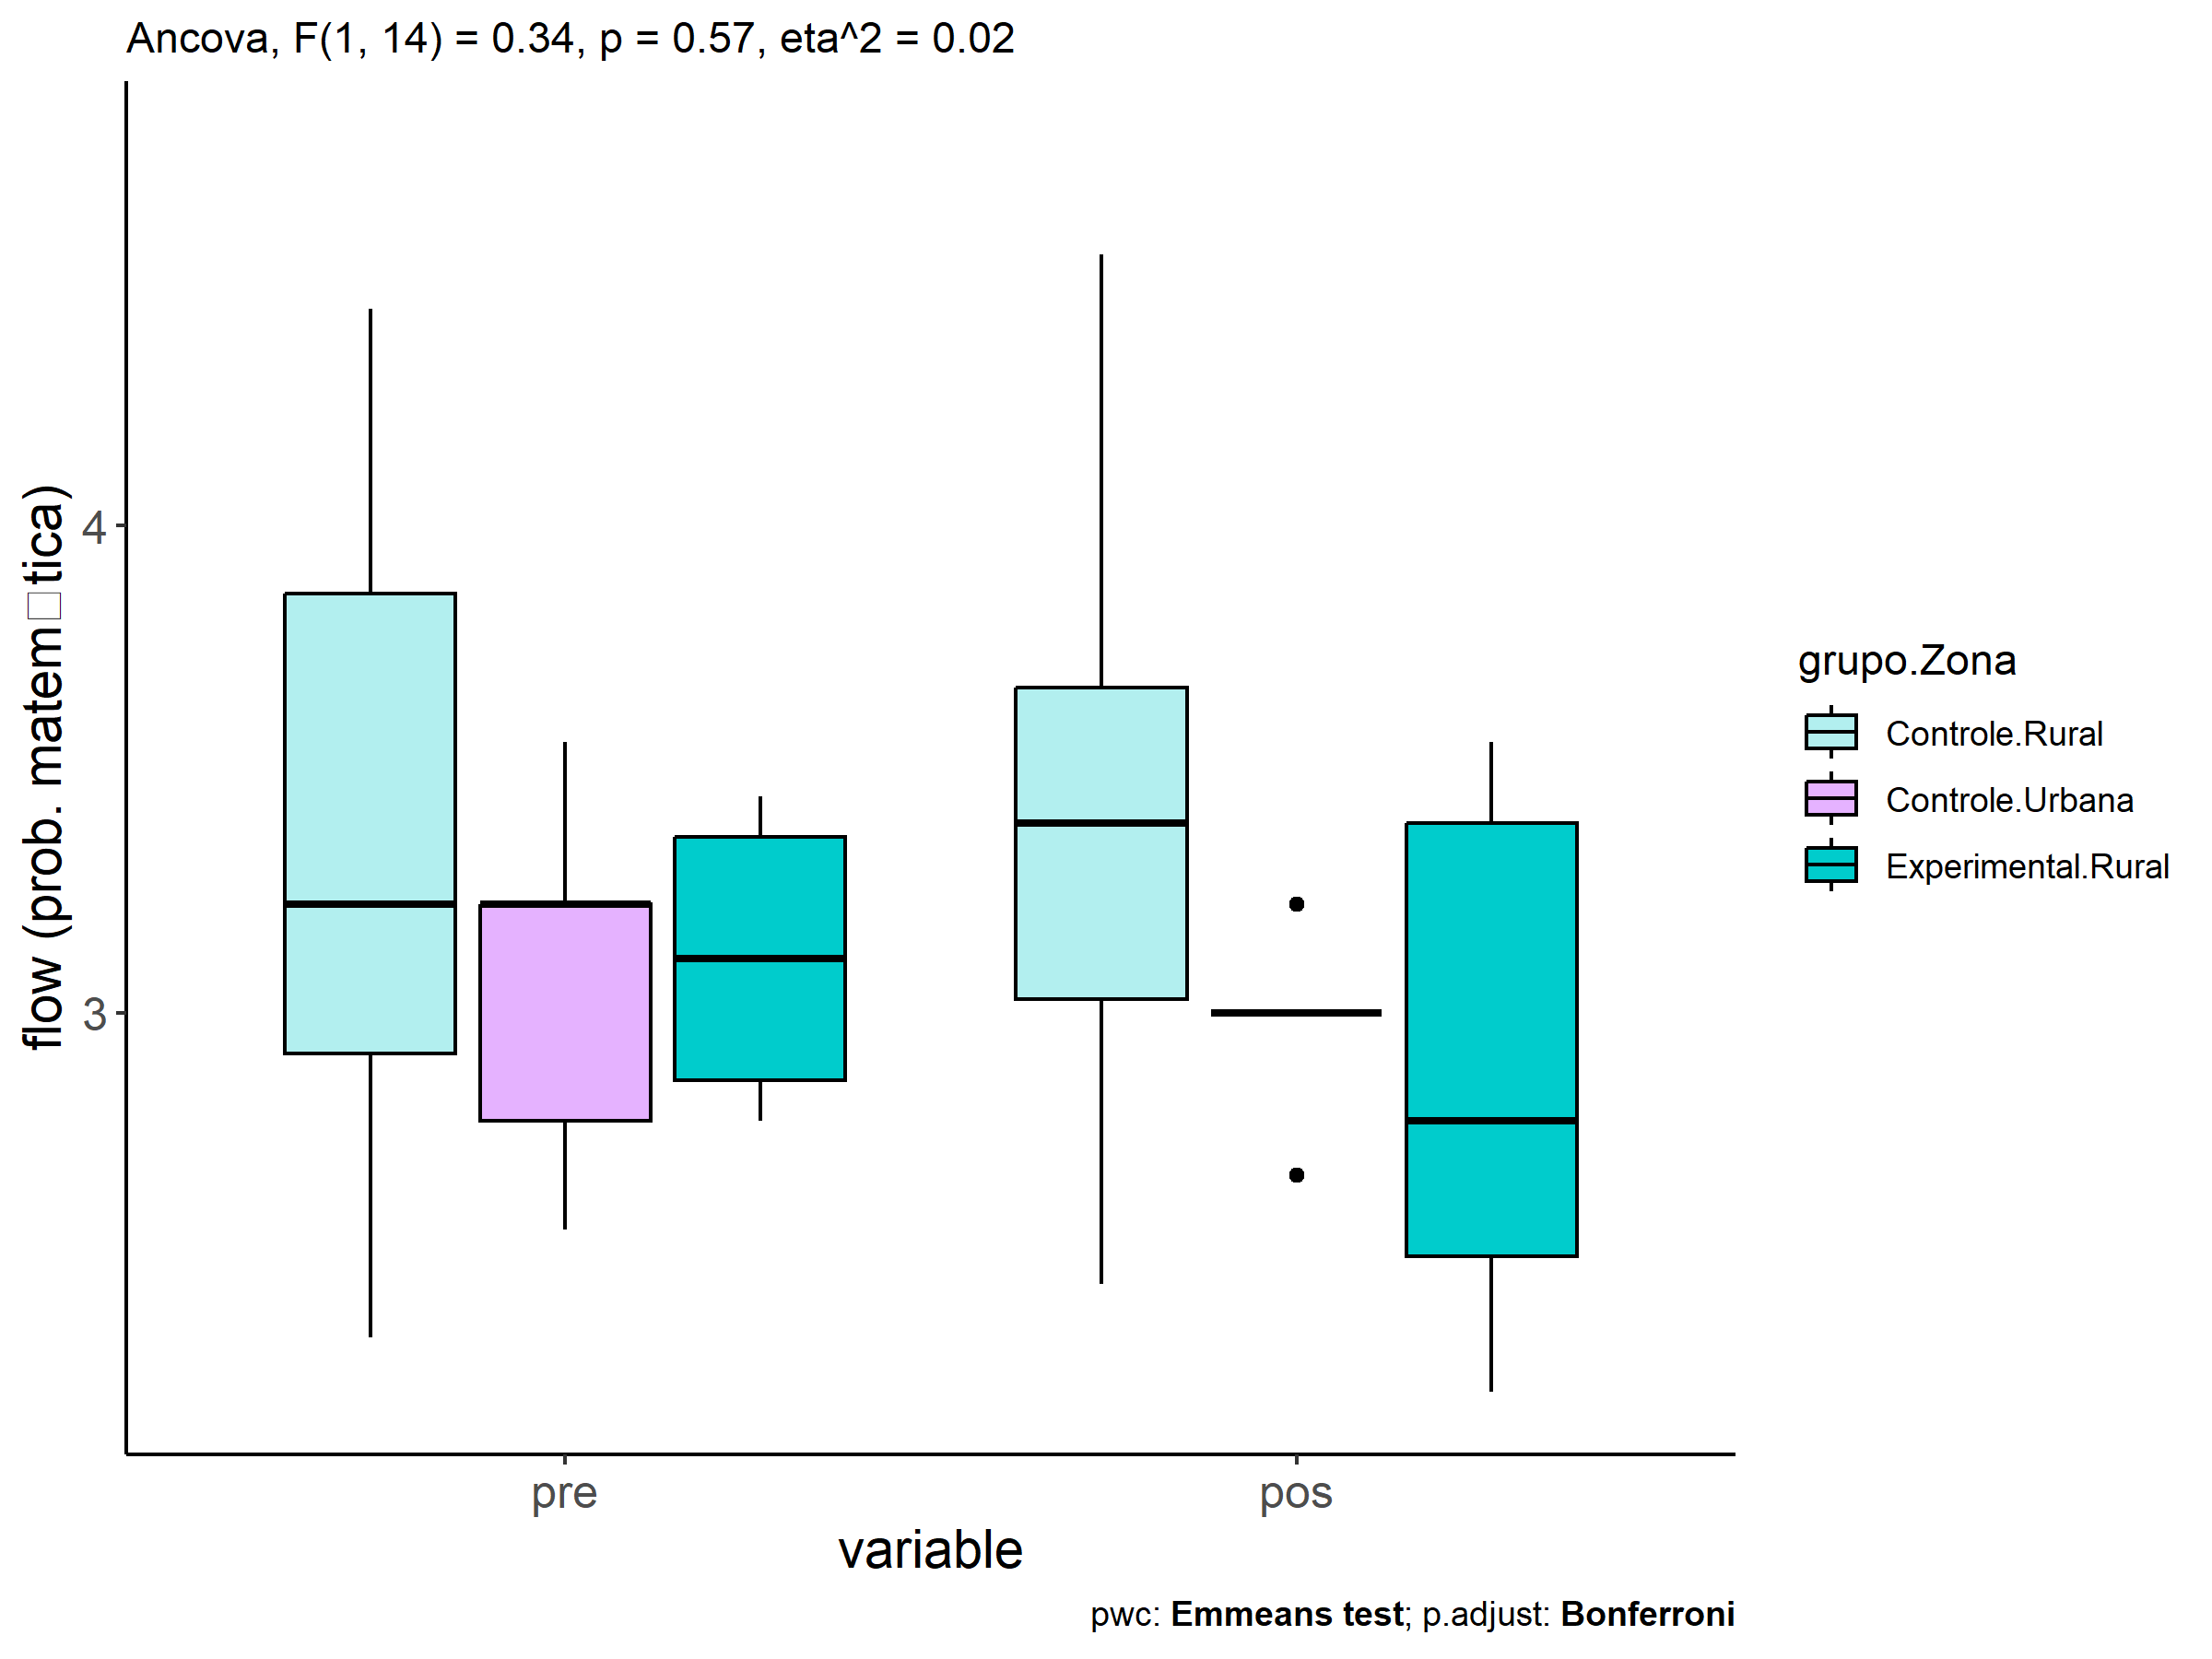 Ancova, F(1, 14) = 0.34, p = 0.57, eta^2 = 0.02
flow (prob. matem□tica)
4
3
pre
pos
variable
grupo.Zona
Controle.Rural
Controle.Urbana
Experimental.Rural
pwc: Emmeans test; p.adjust: Bonferroni